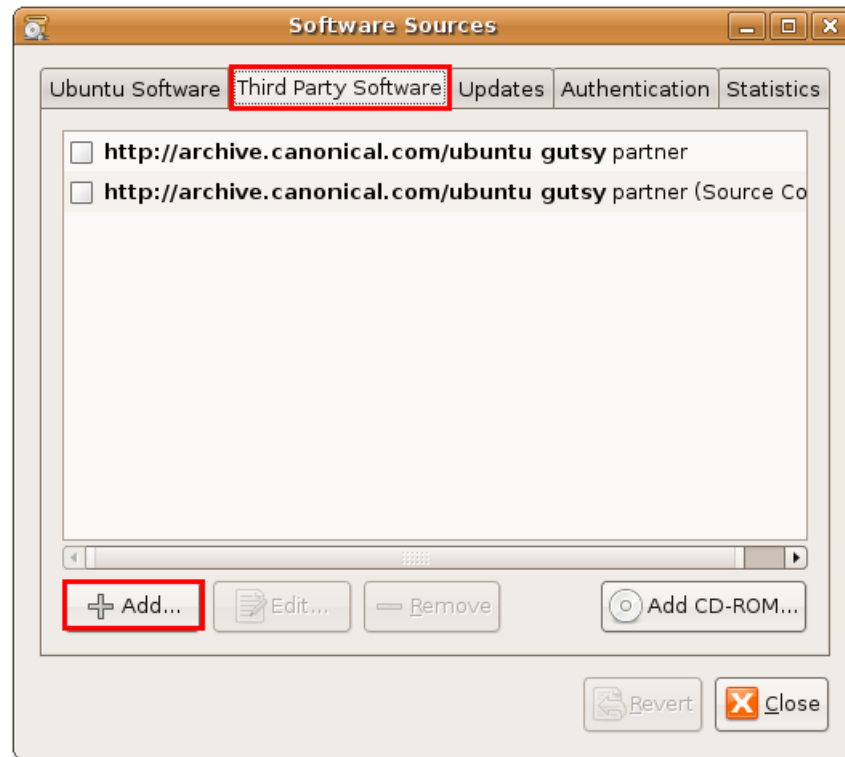 Software Sources
Ubuntu Software Third Party Software Updates Authentication Statistics
http://archive.canonical.com/ubuntu gutsy partner
http://archive.canonical.com/ubuntu gutsy partner (Source Co
Add... Edit... Remove Add CD-ROM...
Revert Close